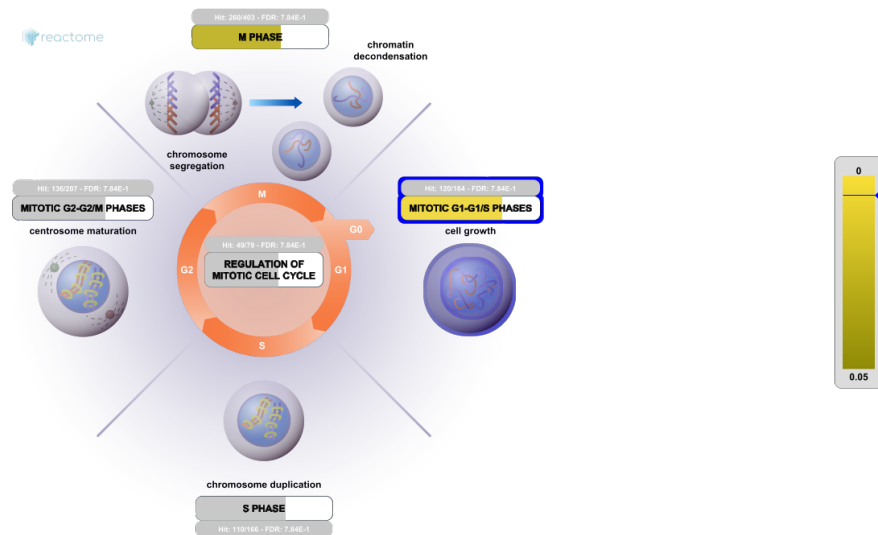 Hit: 260/403 - FDR: 7.84E-1
M PHASE
reactome
chromatin
decondensation
chromosome
segregation
0
Hit: 136/207 - FDR: 7.84E-1
MITOTIC G2-G2/M PHASES
centrosome maturation
Hit: 120/164 - FDR: 7.84E-1
MITOTIC G1-G1/S PHASES
cell growth
M
G0
Hit: 49/79 - FDR: 7.84E-1
REGULATION OF
MITOTIC CELL CYCLE
G2
G1
S
0.05
chromosome duplication
S PHASE
Hit: 110/166 - FDR: 7.84E-1